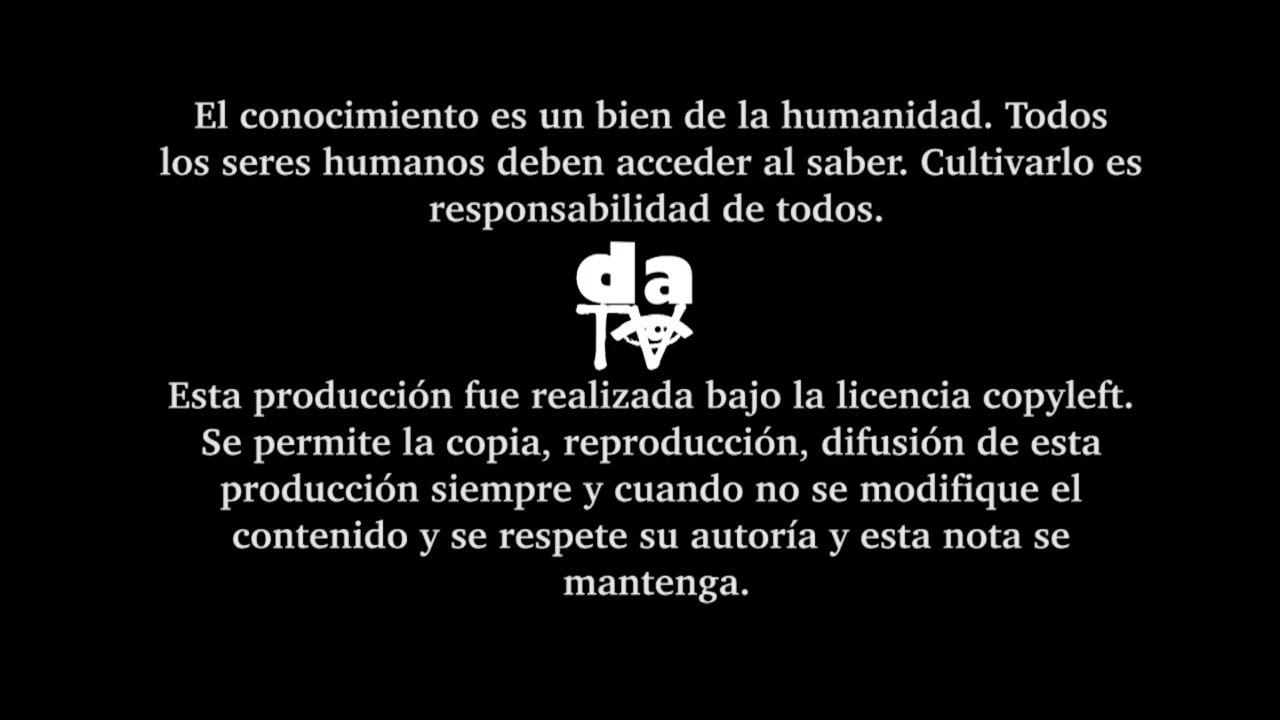 El conocimiento es un bien de la humanidad. Todos
los seres humanos deben acceder al saber. Cultivarlo es
responsabilidad de todos.
da
TV
Esta producción fue realizada bajo la licencia copyleft.
Se permite la copia, reproducción, difusión de esta
producción siempre y cuando no se modifique el
contenido y se respete su autoría y esta nota se
mantenga.